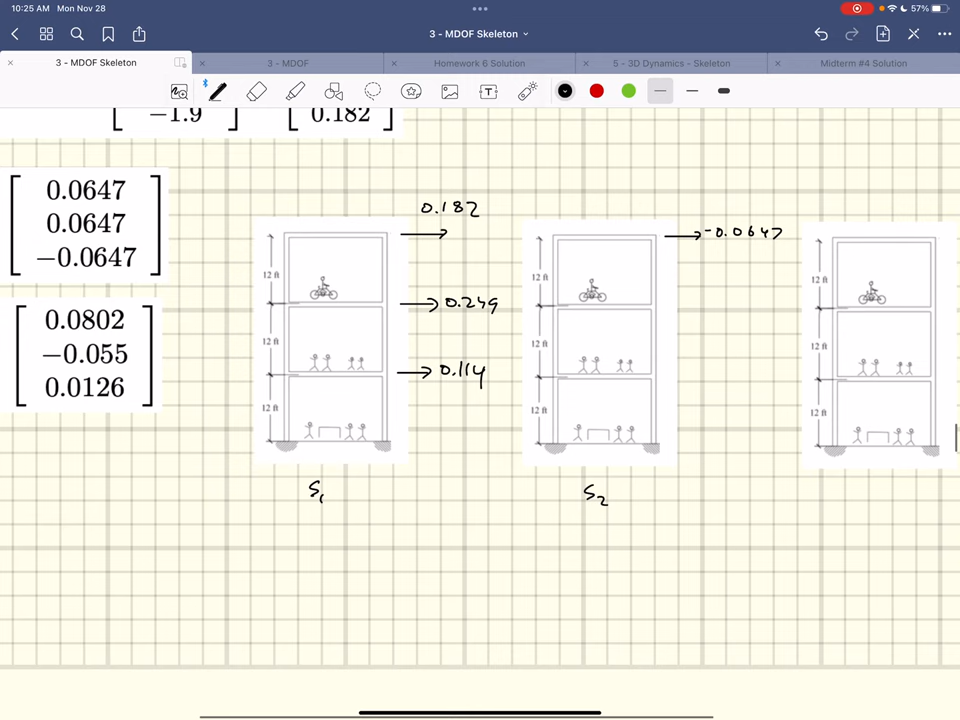 10:25 AM Mon Nov 28
57%
3 - MDOF Skeleton
3 - MDOF Skeleton
3 - MDOF
Homework 6 Solution
5 - 3D Dynamics - Skeleton
Midterm #4 Solution
T
−1.9
0.182
0.0647
0.0647
−0.0647
0.0802
−0.055
0.0126
0.182
0.249
0.114
12 ft
12 ft
12 ft
S1
-0.0647
12 ft
12 ft
12 ft
S2
12 ft
12 ft
12 ft